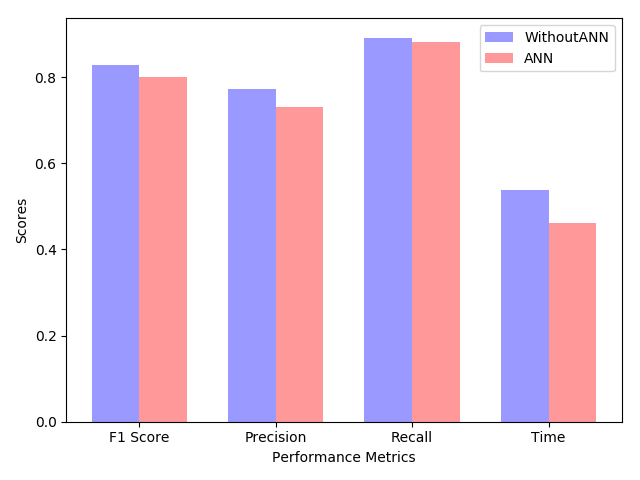 WithoutANN
ANN
Scores
0.8
0.6
0.4
0.2
0.0
F1 Score Precision Recall Time
Performance Metrics